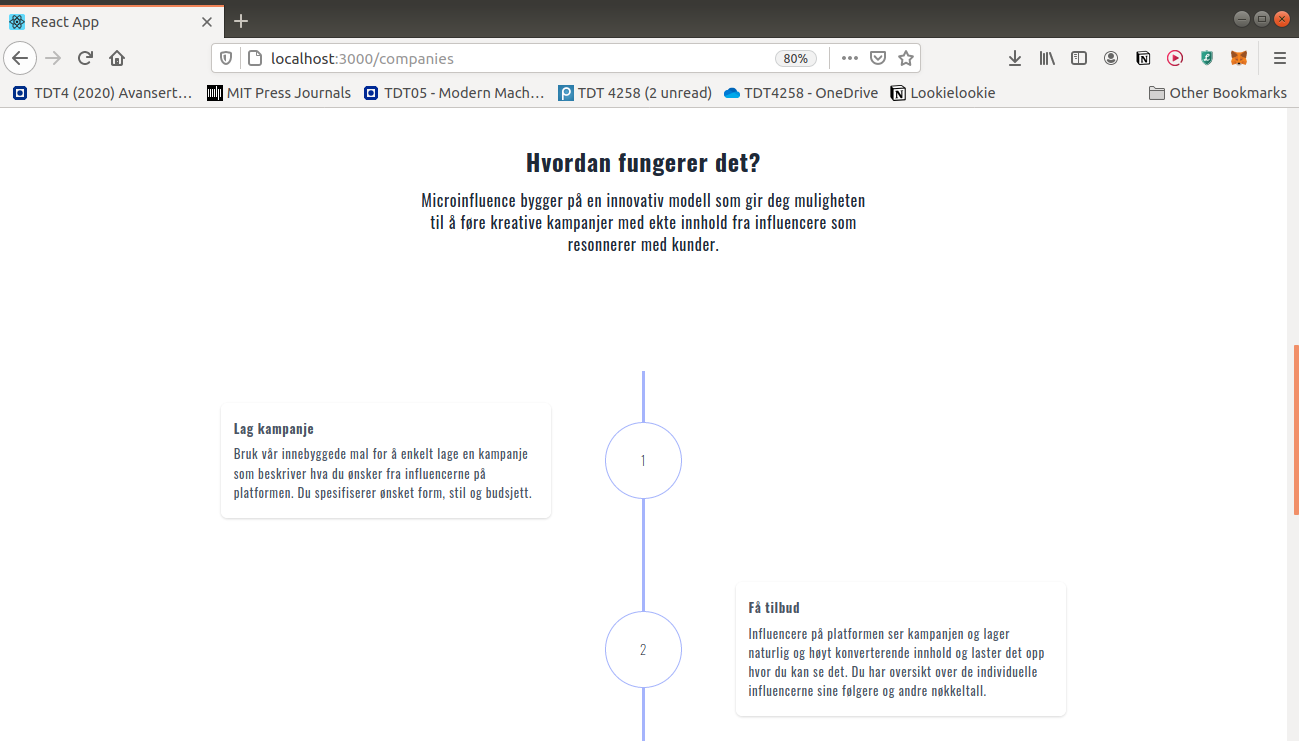 React App
localhost:3000/companies
80%
TDT4 (2020) Avansert…
MIT Press Journals
TDT05 - Modern Mach…
TDT 4258 (2 unread)
TDT4258 - OneDrive
Lookielookie
Other Bookmarks
Hvordan fungerer det?
Microinfluence bygger på en innovativ modell som gir deg muligheten
til å føre kreative kampanjer med ekte innhold fra influencere som
resonnerer med kunder.
Lag kampanje
Bruk vår innebyggede mal for å enkelt lage en kampanje
som beskriver hva du ønsker fra influencerne på
platformen. Du spesifiserer ønsket form, stil og budsjett.
1
Få tilbud
Influencere på platformen ser kampanjen og lager
naturlig og høyt konverterende innhold og laster det opp
hvor du kan se det. Du har oversikt over de individuelle
influencerne sine følgere og andre nøkkeltall.
2